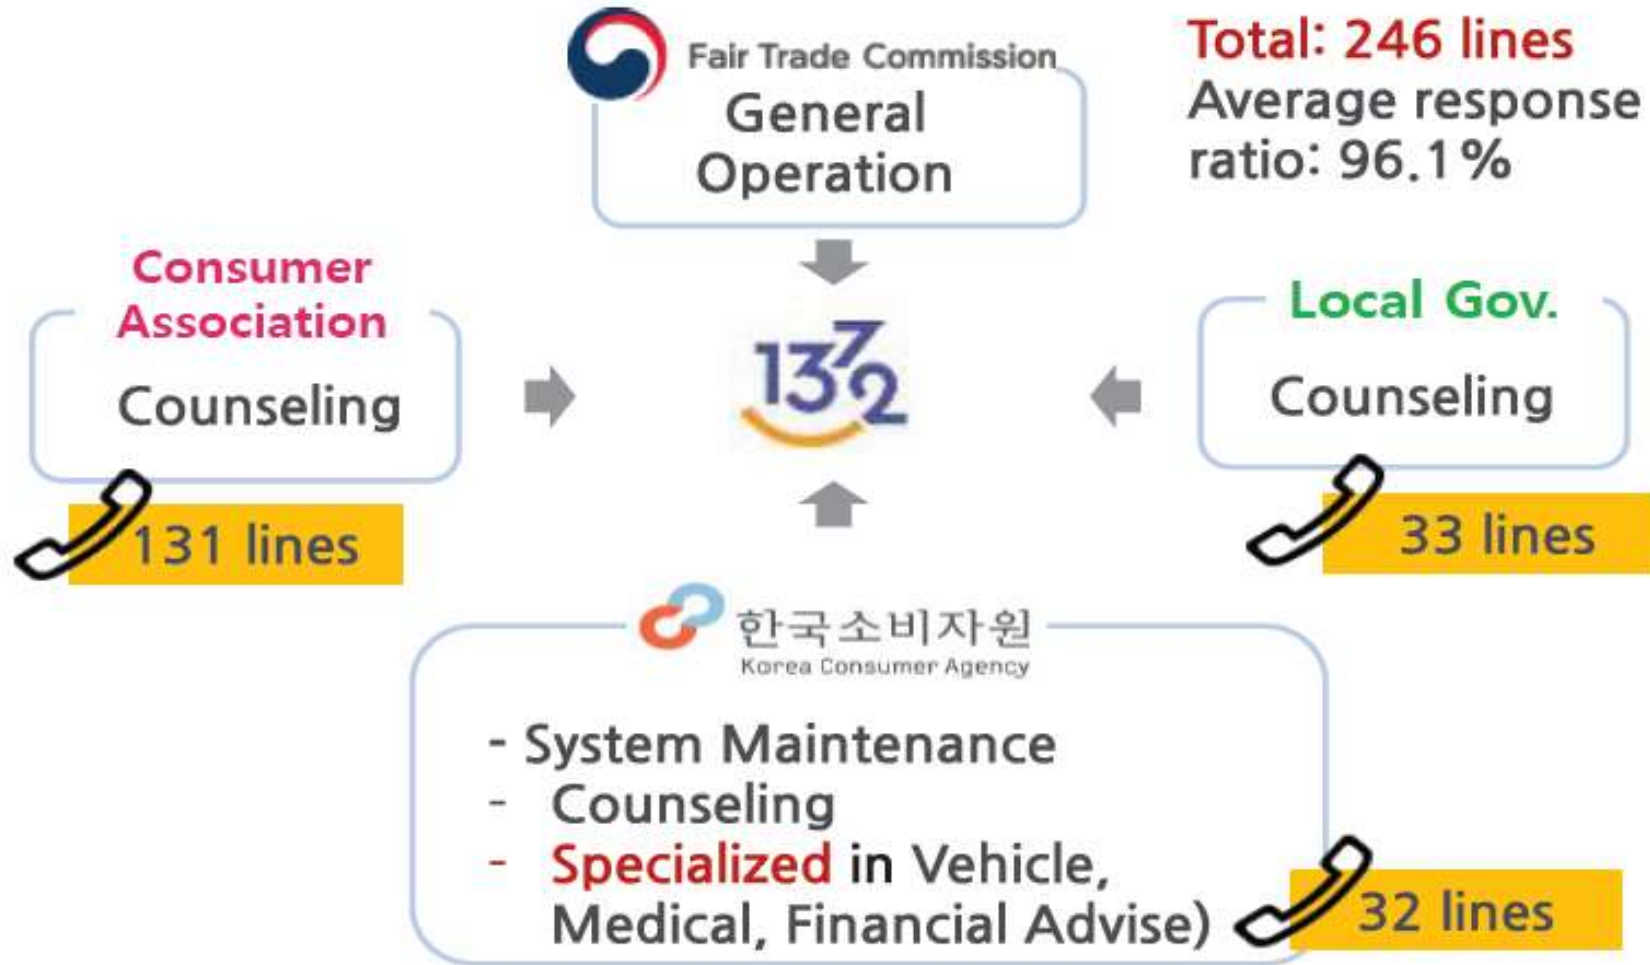 Fair Trade Commission
General
Operation
Total: 246 lines
Average response
ratio: 96.1%
Consumer
Association
Counseling
131 lines
1372
Local Gov.
Counseling
33 lines
한국소비자원
Korea Consumer Agency
- System Maintenance
- Counseling
- Specialized in Vehicle,
Medical, Financial Advise)
32 lines